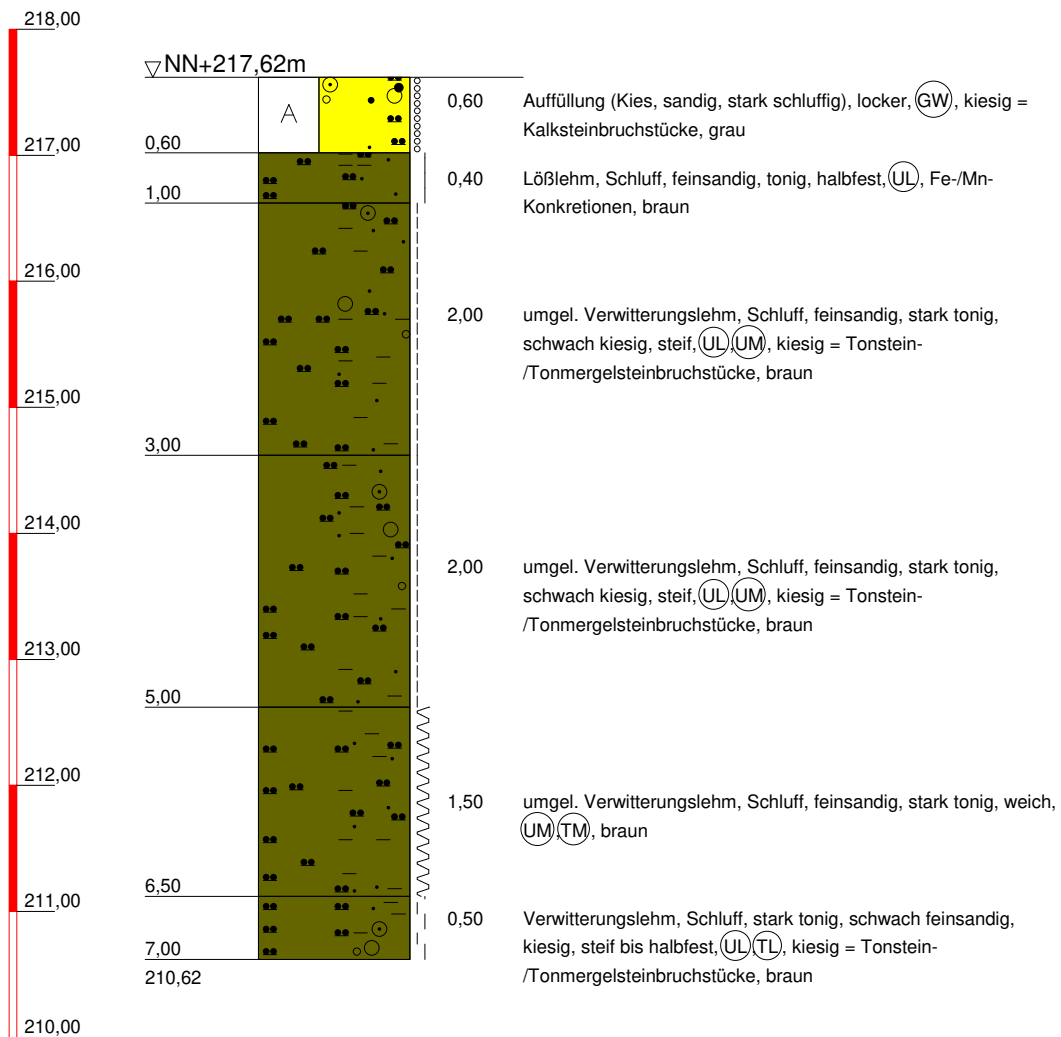 218,00
NN+217,62m
A
0,60 Auffüllung (Kies, sandig, stark schluffig), locker, GW, kiesig =
Kalksteinbruchstücke, grau
0,60
217,00
0,40 Lößlehm, Schluff, feinsandig, tonig, halbfest, UL, Fe-/Mn-
Konkretionen, braun
1,00
216,00
2,00 umgel. Verwitterungslehm, Schluff, feinsandig, stark tonig,
schwach kiesig, steif, UL, UM, kiesig = Tonstein-
/Tonmergelsteinbruchstücke, braun
215,00
3,00
214,00
2,00 umgel. Verwitterungslehm, Schluff, feinsandig, stark tonig,
schwach kiesig, steif, UL, UM, kiesig = Tonstein-
/Tonmergelsteinbruchstücke, braun
213,00
5,00
212,00
1,50 umgel. Verwitterungslehm, Schluff, feinsandig, stark tonig, weich,
UM, TM, braun
6,50
211,00
0,50 Verwitterungslehm, Schluff, stark tonig, schwach feinsandig,
kiesig, steif bis halbfest, UL, TL, kiesig = Tonstein-
/Tonmergelsteinbruchstücke, braun
7,00
210,62
210,00